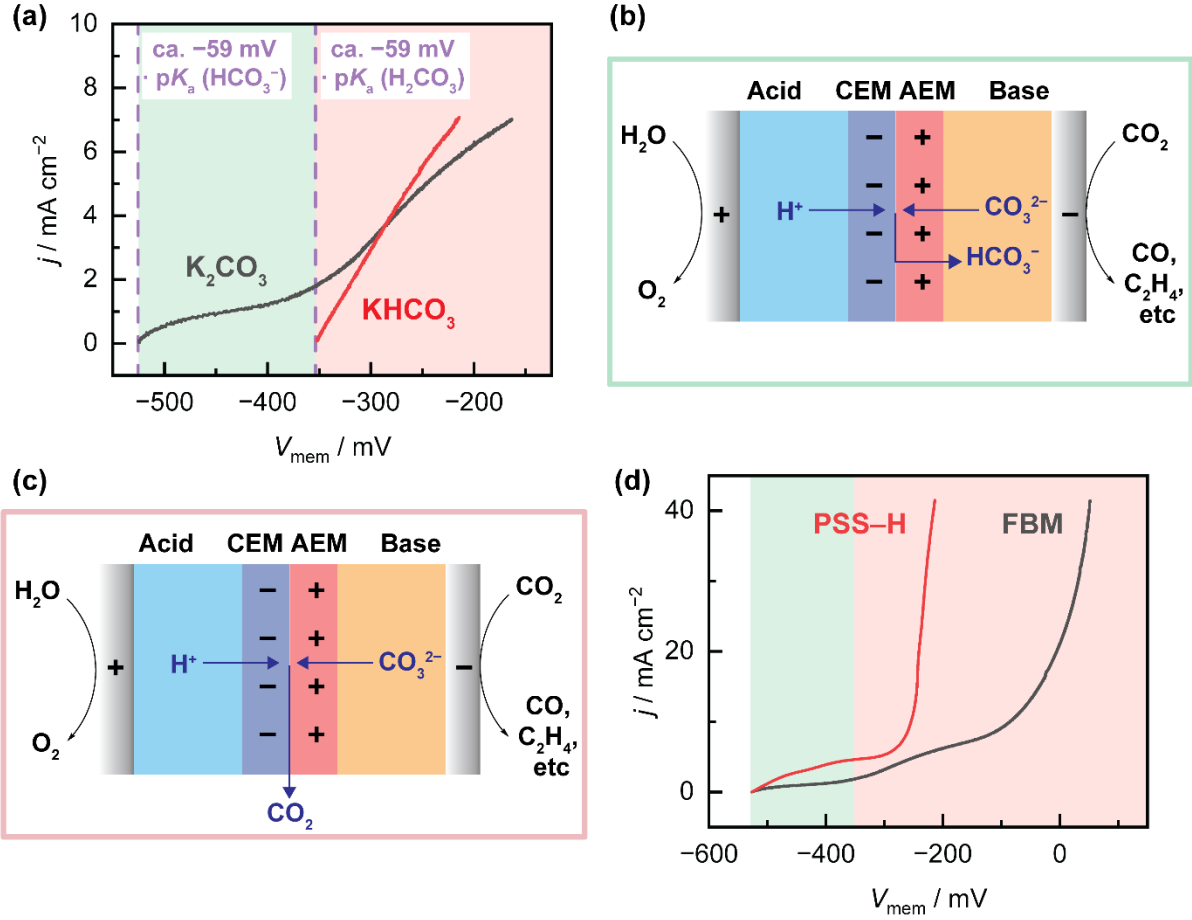 (a)
10
8
6
4
2
0
j / mA cm−2
ca. −59 mV
· pKa (HCO3−)
ca. −59 mV
· pKa (H2CO3)
K2CO3
KHCO3
−500
−400
−300
−200
Vmem / mV
(b)
Acid CEM AEM Base
H2O
CO2
− +
− +
+ H+ CO32− −
− +
HCO3−
− +
O2
CO,
C2H4,
etc
(c)
Acid CEM AEM Base
H2O
CO2
− +
− +
+ H+ CO32− −
− +
− +
O2
CO,
C2H4,
etc
CO2
(d)
40
20
0
j / mA cm−2
PSS–H
FBM
−600
−400
−200
0
Vmem / mV